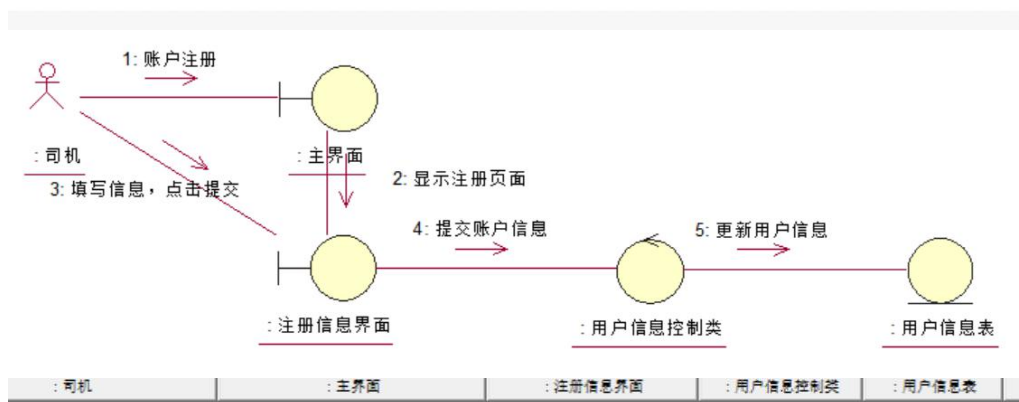 1: 账户注册
: 司机
: 主界面
3: 填写信息，点击提交
2: 显示注册页面
4: 提交账户信息
5: 更新用户信息
: 注册信息界面
: 用户信息控制类
: 用户信息表
: 司机
: 主界面
: 注册信息界面
: 用户信息控制类
: 用户信息表